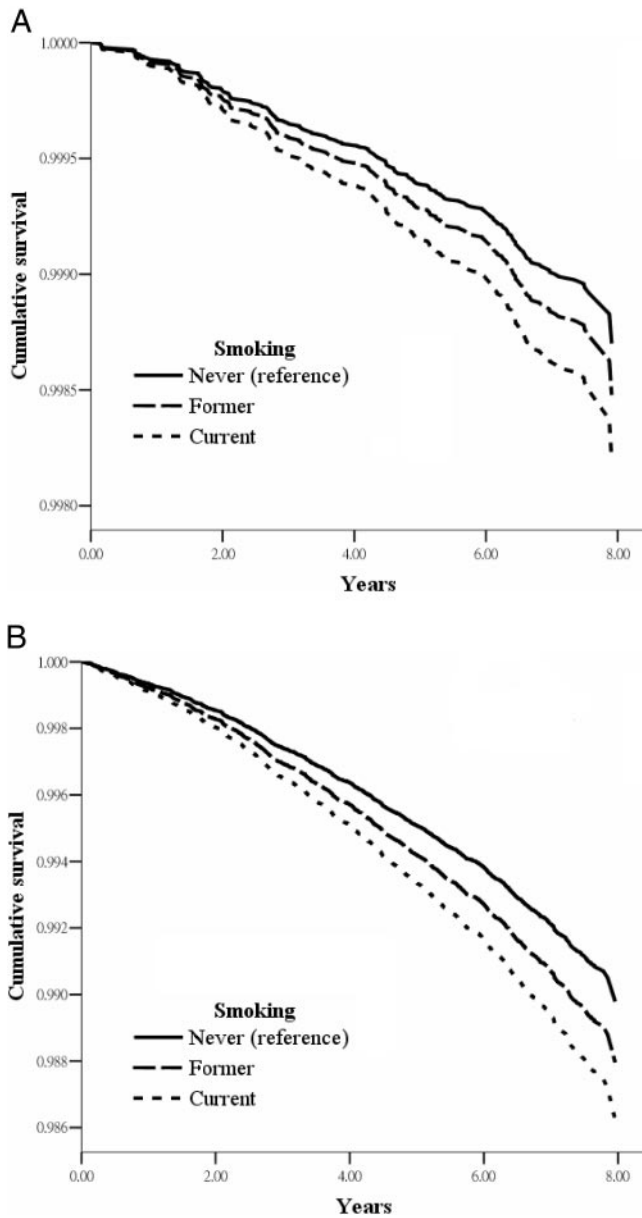 A
1.0000
0.9995
0.9990
0.9985
0.9980
Cumulative survival
Smoking
Never (reference)
Former
Current
0.00 2.00 4.00 6.00 8.00
Years
B
1.000
0.998
0.996
0.994
0.992
0.990
0.988
0.986
Cumulative survival
Smoking
Never (reference)
Former
Current
0.00 2.00 4.00 6.00 8.00
Years